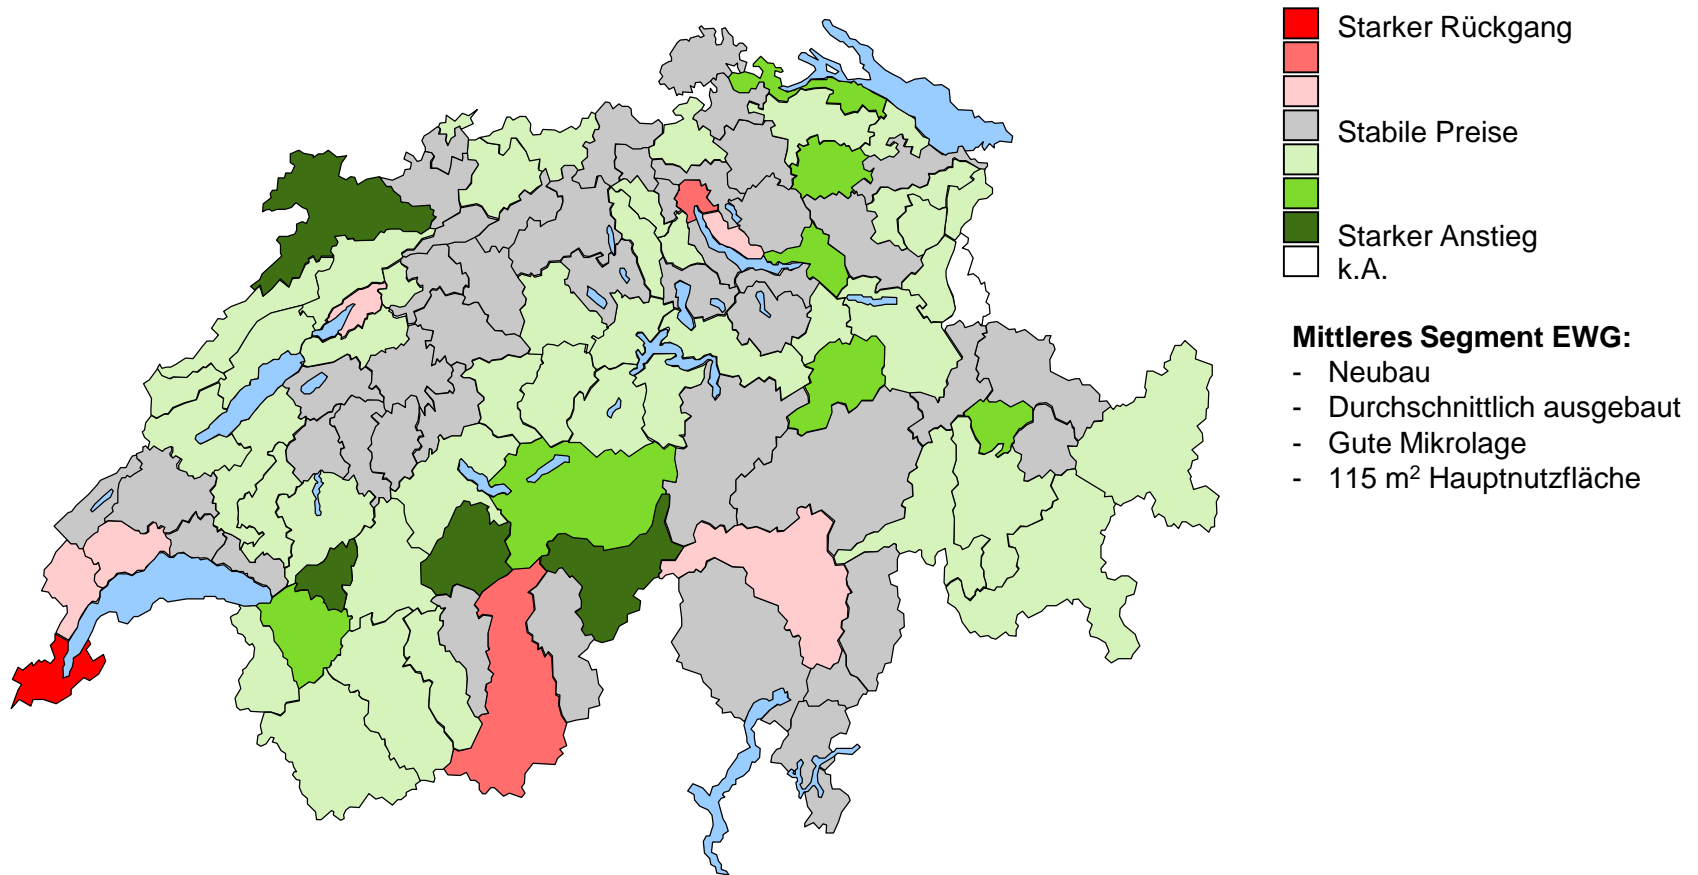 Starker Rückgang
Stabile Preise
Starker Anstieg
k.A.
Mittleres Segment EWG:
- Neubau
- Durchschnittlich ausgebaut
- Gute Mikrolage
- 115 m² Hauptnutzfläche